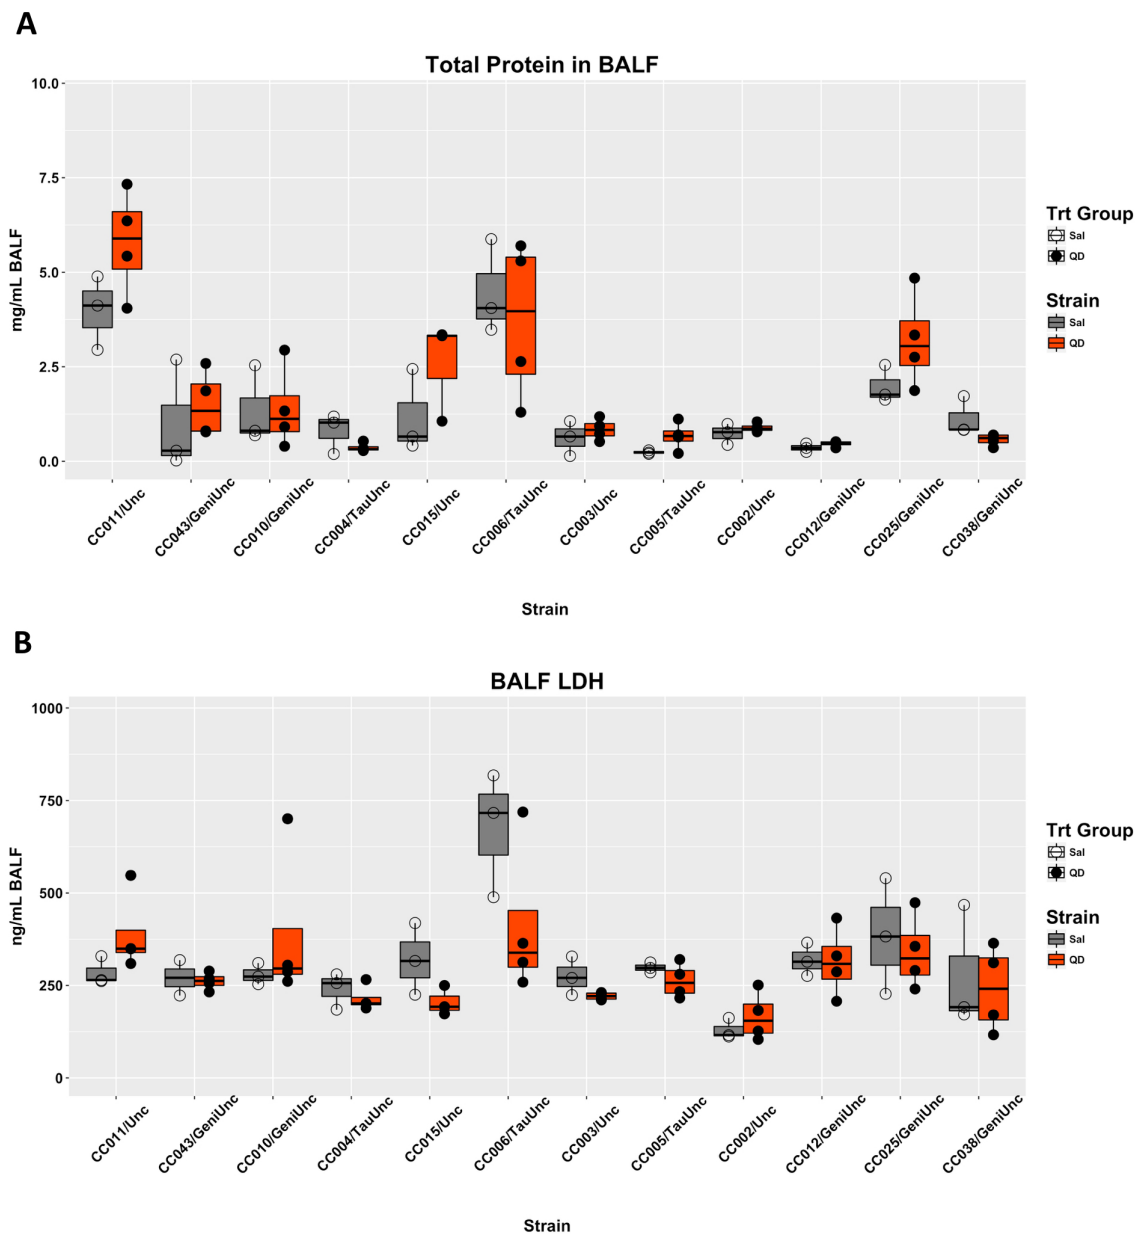 A
Total Protein in BALF
10.0
7.5
5.0
2.5
0.0
mg/mL BALF
CC011/Unc
CC043/GeniUnc
CC010/GeniUnc
CC004/TauUnc
CC015/Unc
CC006/TauUnc
CC003/Unc
CC005/TauUnc
CC002/Unc
CC012/GeniUnc
CC025/GeniUnc
CC038/GeniUnc
Strain
Trt Group
Sal
QD
Strain
Sal
QD
B
BALF LDH
1000
750
500
250
0
ng/mL BALF
CC011/Unc
CC043/GeniUnc
CC010/GeniUnc
CC004/TauUnc
CC015/Unc
CC006/TauUnc
CC003/Unc
CC005/TauUnc
CC002/Unc
CC012/GeniUnc
CC025/GeniUnc
CC038/GeniUnc
Strain
Trt Group
Sal
QD
Strain
Sal
QD